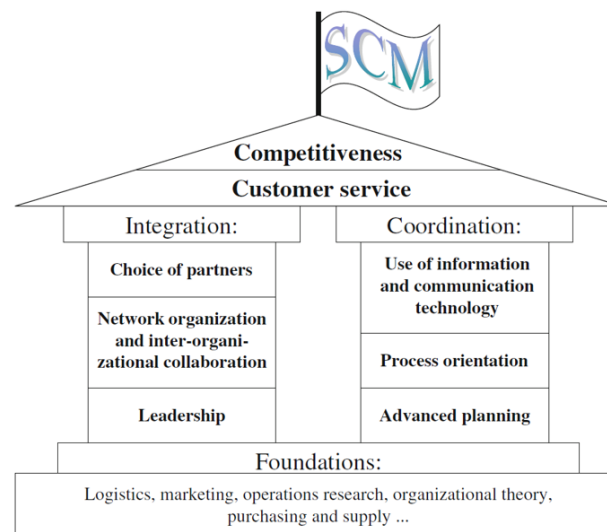 SCM
Competitiveness
Customer service
Integration:
Choice of partners
Network organization
and inter-organi-
zational collaboration
Leadership
Coordination:
Use of information
and communication
technology
Process orientation
Advanced planning
Foundations:
Logistics, marketing, operations research, organizational theory,
purchasing and supply ...